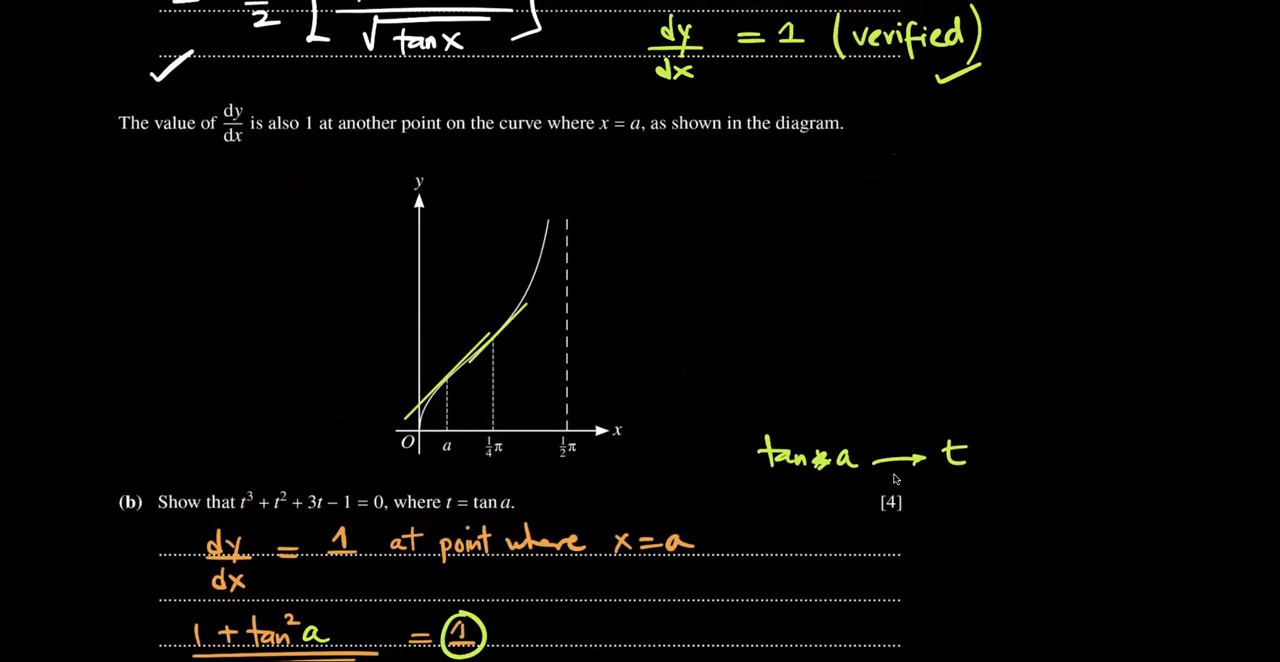 2
√tan x
dy/dx = 1 (verified)
The value of dy/dx is also 1 at another point on the curve where x = a, as shown in the diagram.
y
O a ¼π ½π x
tan a → t
(b) Show that t³ + t² + 3t − 1 = 0, where t = tan a. [4]
dy/dx = 1 at point where x = a
1 + tan² a = 1